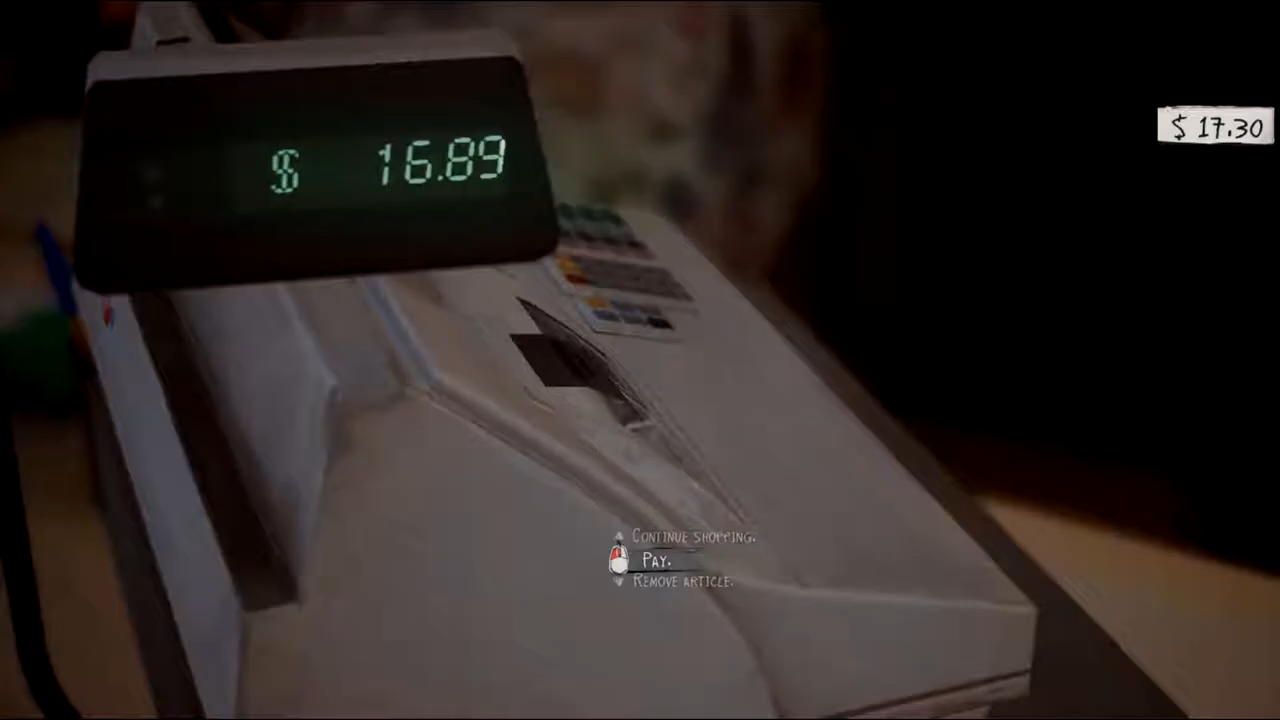 $ 16.89
$ 17.30
CONTINUE SHOPPING.
PAY.
REMOVE ARTICLE.